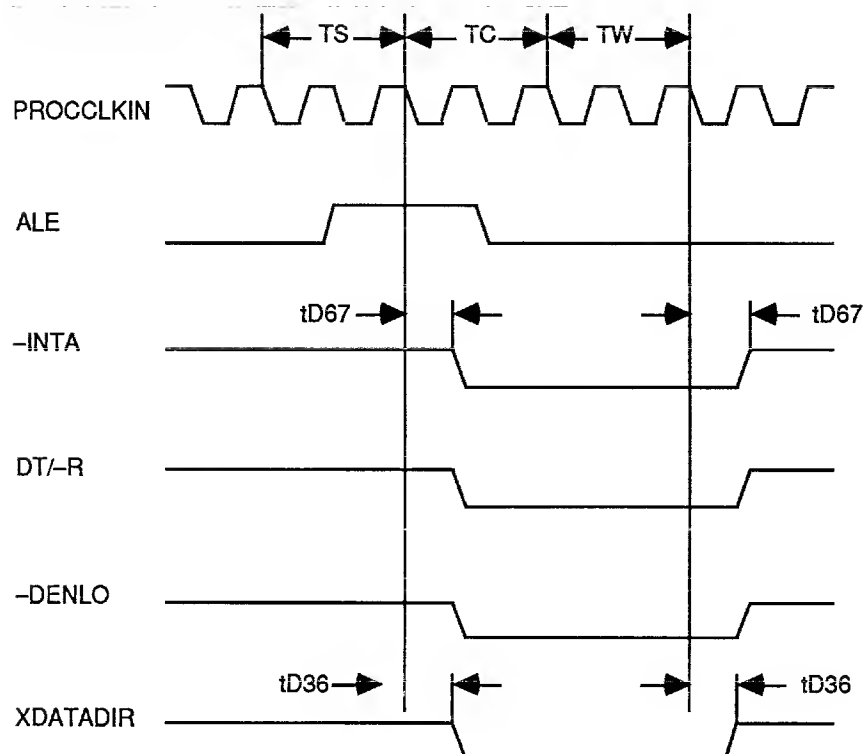 TS TC TW
PROCCLKIN
ALE
tD67 tD67
–INTA
DT/–R
–DENLO
tD36 tD36
XDATADIR